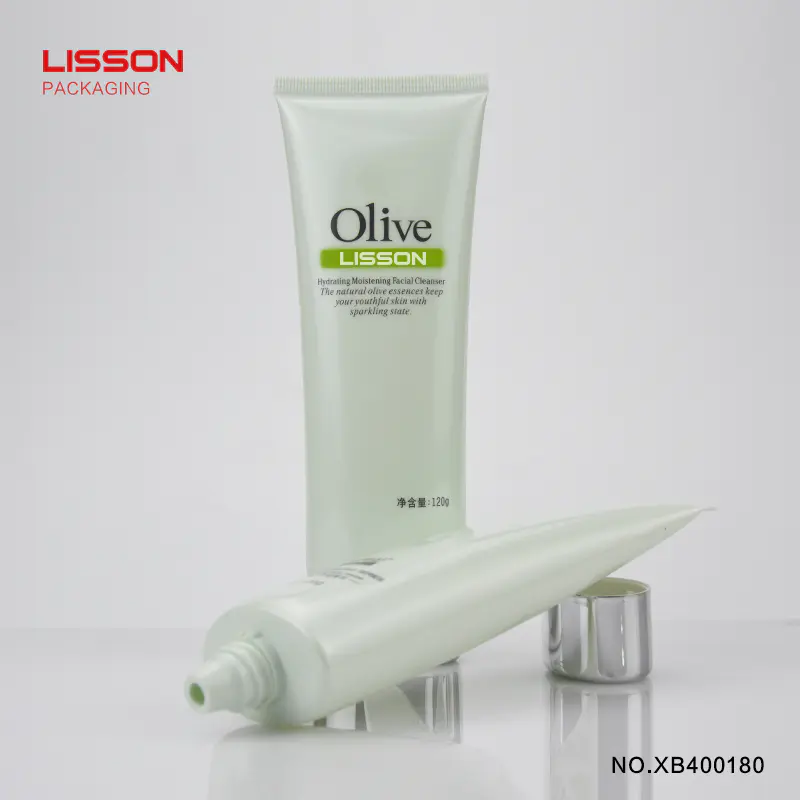 LISSON
PACKAGING
Olive
LISSON
Hydrating Moistening Facial Cleanser
The natural olive essences keep
your youthful skin with
sparkling state.
净含量:120g
NO.XB400180